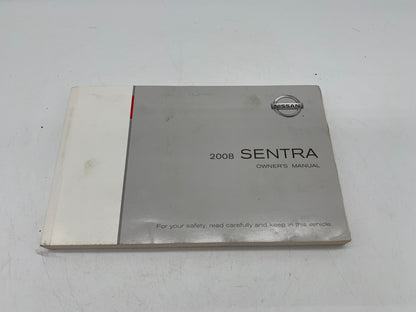 NISSAN
2008 SENTRA
OWNER'S MANUAL
For your safety, read carefully and keep in this vehicle.